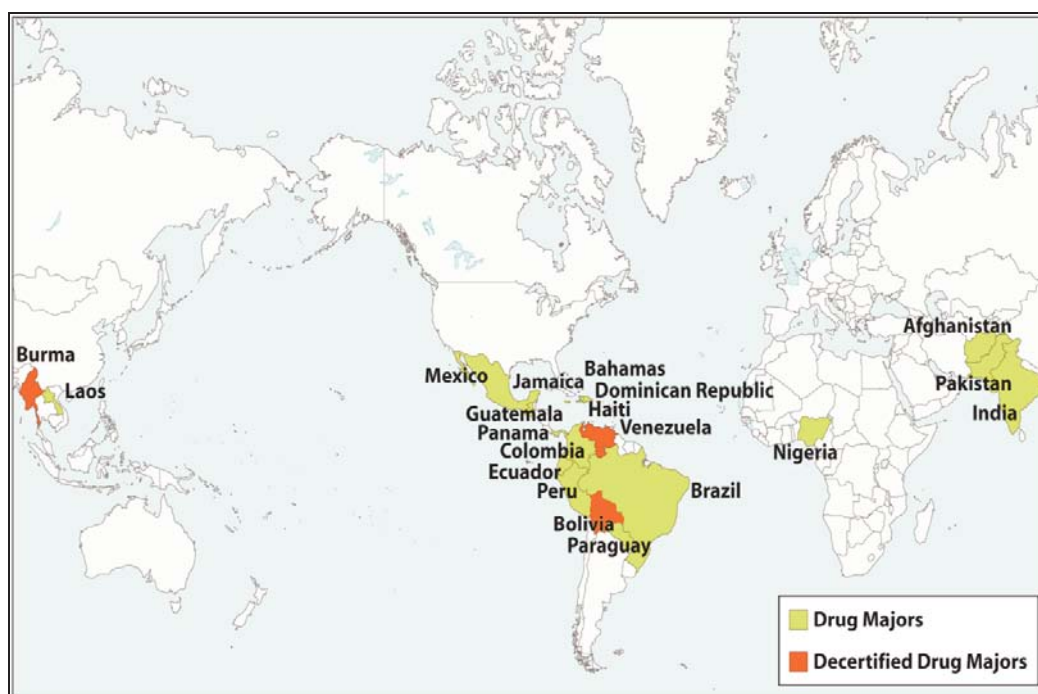 Burma
Laos
Mexico
Jamaica
Bahamas
Dominican Republic
Haiti
Guatemala
Panama
Venezuela
Colombia
Ecuador
Peru
Brazil
Bolivia
Paraguay
Nigeria
Afghanistan
Pakistan
India
Drug Majors
Decertified Drug Majors